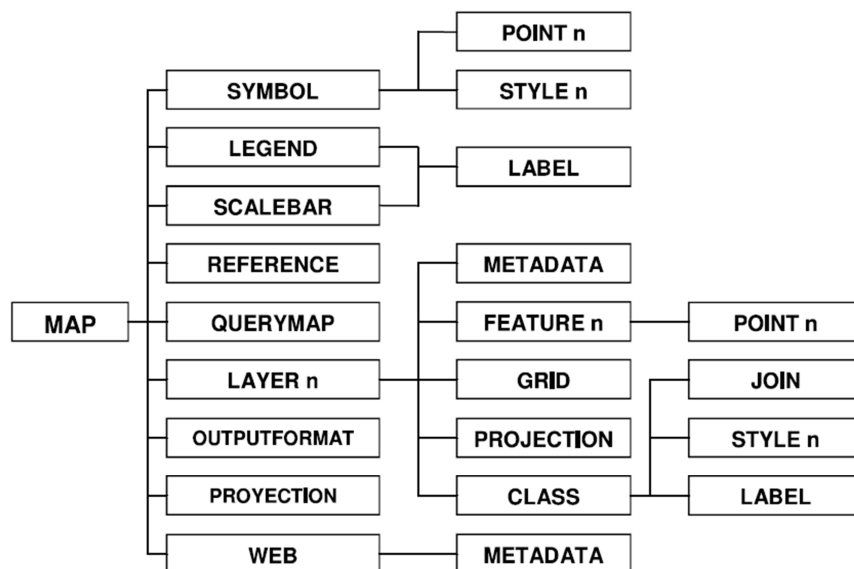 POINT n
SYMBOL
STYLE n
LEGEND
LABEL
SCALEBAR
REFERENCE
METADATA
MAP
QUERYMAP
FEATURE n
POINT n
LAYER n
GRID
JOIN
OUTPUTFORMAT
PROJECTION
STYLE n
PROYECTION
CLASS
LABEL
WEB
METADATA